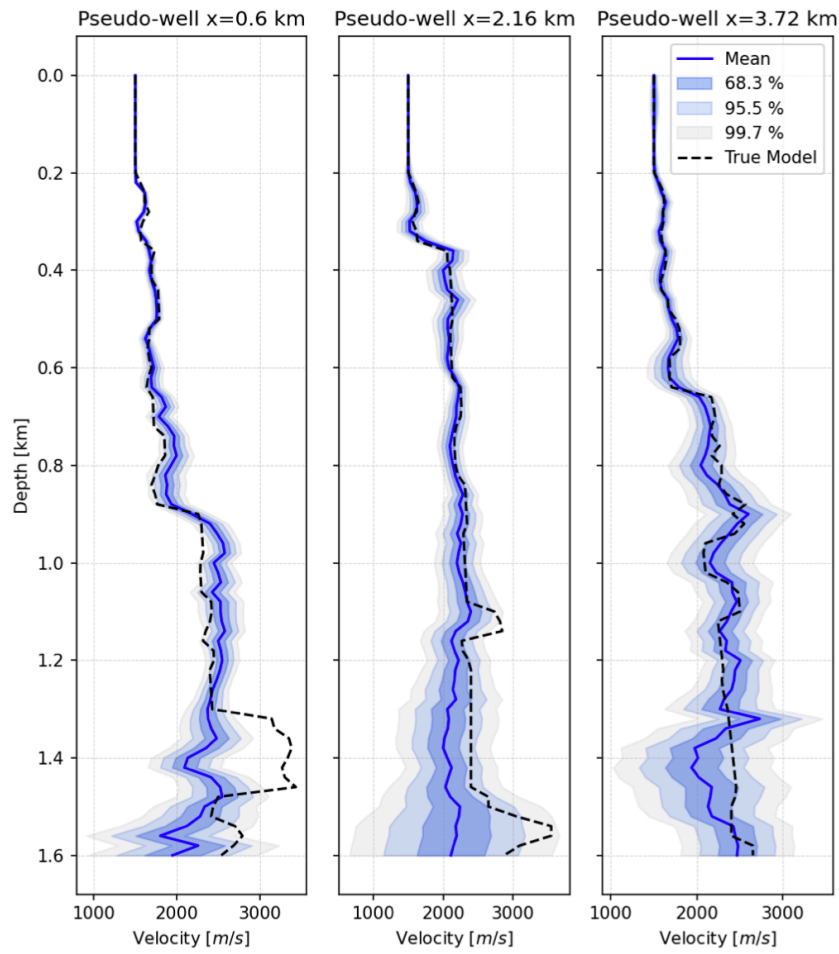 Pseudo-well x=0.6 km
Pseudo-well x=2.16 km
Pseudo-well x=3.72 km
Mean
68.3 %
95.5 %
99.7 %
True Model
Depth [km]
0.0
0.2
0.4
0.6
0.8
1.0
1.2
1.4
1.6
1000 2000 3000
1000 2000 3000
1000 2000 3000
Velocity [m/s]
Velocity [m/s]
Velocity [m/s]